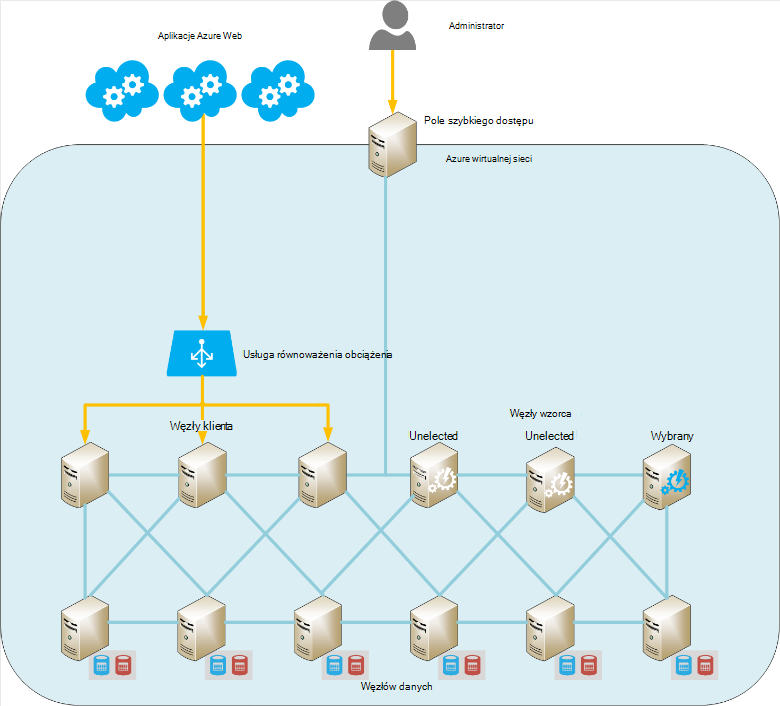 Aplikacje Azure Web
Administrator
Pole szybkiego dostępu
Azure wirtualnej sieci
Usługa równoważenia obciążenia
Węzły klienta
Węzły wzorca
Unelected
Unelected
Wybrany
Węzłów danych